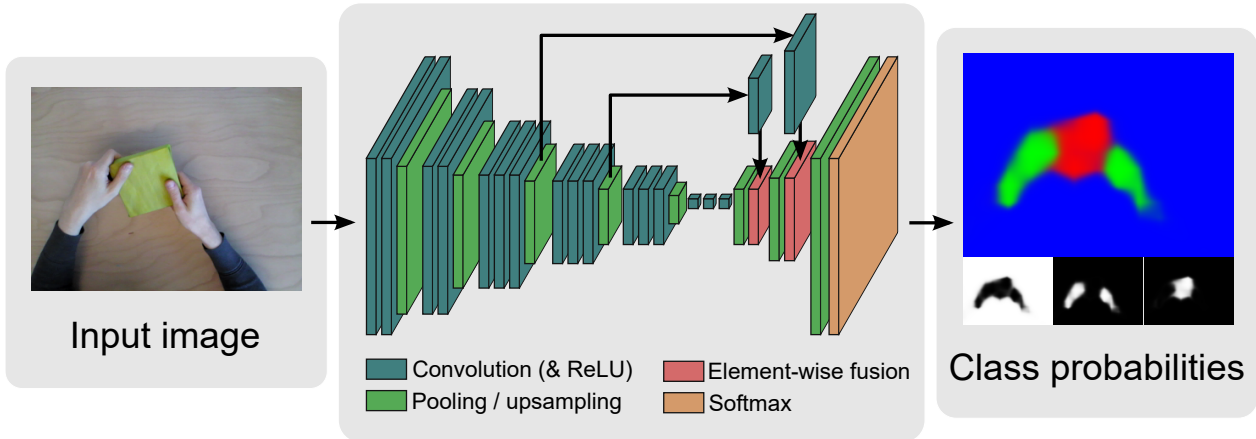 Input image
Convolution (& ReLU)
Pooling / upsampling
Element-wise fusion
Softmax
Class probabilities